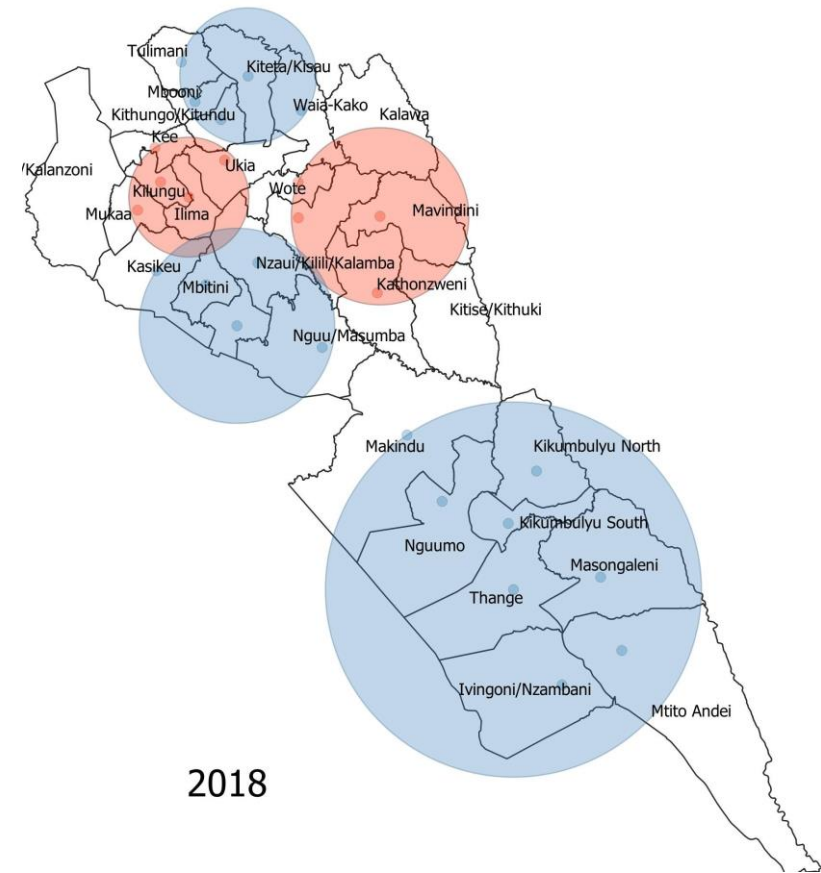 Tulimani
Kiteta/Kisau
Mbooni
Waia-Kako
Kithungo/Kitundu
Kalawa
Kee
Ukia
/Kalanzoni
Kilungu
Wote
Mukaa
Ilima
Mavindini
Kasikeu
Nzaui/Kilili/Kalamba
Mbitini
Kathonzweni
Kitise/Kithuki
Nguu/Masumba
Makindu
Kikumbulyu North
Kikumbulyu South
Nguumo
Masongaleni
Thange
Ivingoni/Nzambani
Mtito Andei
2018